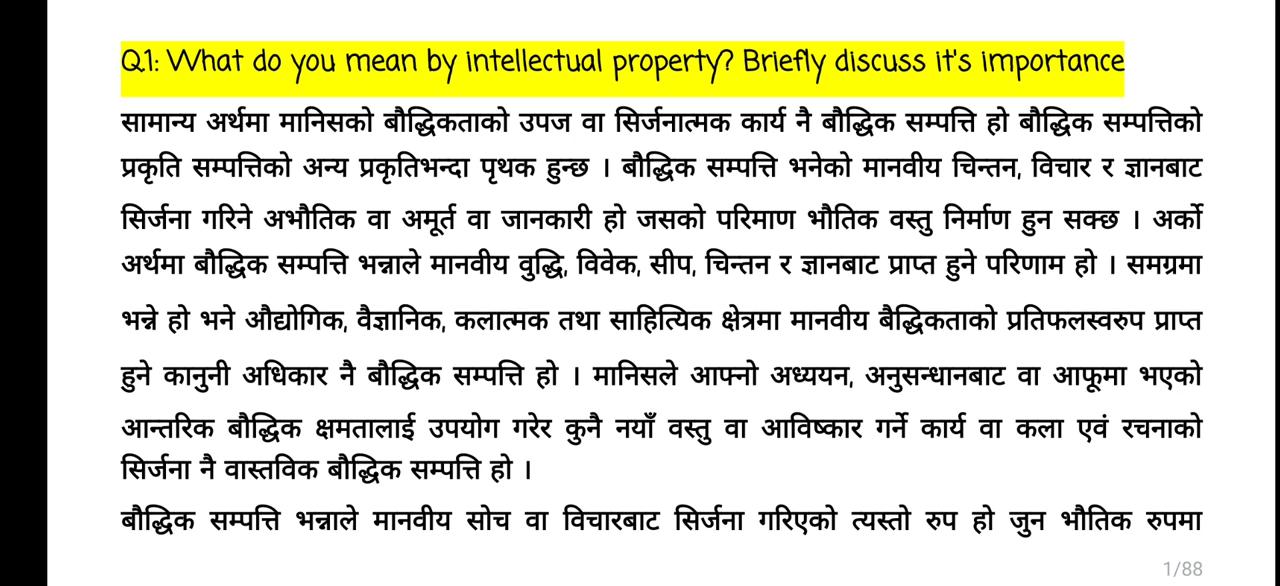 Q.1: What do you mean by intellectual property? Briefly discuss it's importance
सामान्य अर्थमा मानिसको बौद्धिकताको उपज वा सिर्जनात्मक कार्य नै बौद्धिक सम्पत्ति हो बौद्धिक सम्पत्तिको
प्रकृति सम्पत्तिको अन्य प्रकृतिभन्दा पृथक हुन्छ । बौद्धिक सम्पत्ति भनेको मानवीय चिन्तन, विचार र ज्ञानबाट
सिर्जना गरिने अभौतिक वा अमूर्त वा जानकारी हो जसको परिमाण भौतिक वस्तु निर्माण हुन सक्छ । अर्को
अर्थमा बौद्धिक सम्पत्ति भन्नाले मानवीय वुद्धि, विवेक, सीप, चिन्तन र ज्ञानबाट प्राप्त हुने परिणाम हो । समग्रमा
भन्ने हो भने औद्योगिक, वैज्ञानिक, कलात्मक तथा साहित्यिक क्षेत्रमा मानवीय बैद्धिकताको प्रतिफलस्वरुप प्राप्त
हुने कानुनी अधिकार नै बौद्धिक सम्पत्ति हो । मानिसले आफ्नो अध्ययन, अनुसन्धानबाट वा आफूमा भएको
आन्तरिक बौद्धिक क्षमतालाई उपयोग गरेर कुनै नयाँ वस्तु वा आविष्कार गर्ने कार्य वा कला एवं रचनाको
सिर्जना नै वास्तविक बौद्धिक सम्पत्ति हो ।
बौद्धिक सम्पत्ति भन्नाले मानवीय सोच वा विचारबाट सिर्जना गरिएको त्यस्तो रुप हो जुन भौतिक रुपमा
1/88